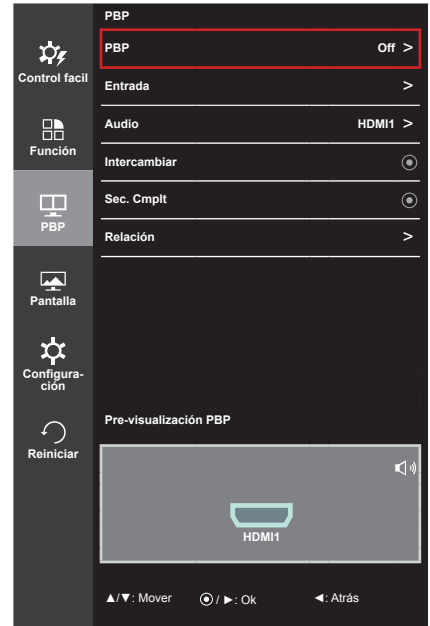 Control facil
Función
PBP
Pantalla
Configura-
ción
Reiniciar
PBP
PBP Off >
Entrada >
Audio HDMI1 >
Intercambiar
Sec. Cmplt
Relación >
Pre-visualización PBP
HDMI1
▲/▼: Mover ◉ / ►: Ok ◄: Atrás